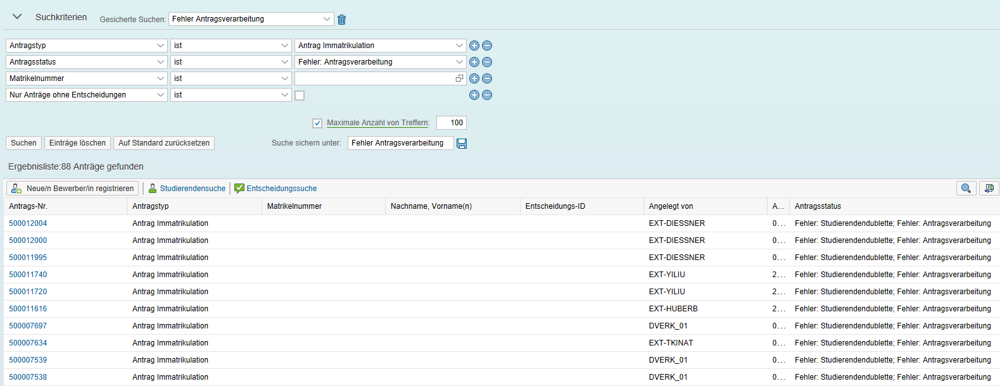 Suchkriterien Gesicherte Suchen: Fehler Antragsverarbeitung
Antragstyp ist Antrag Immatrikulation
Antragsstatus ist Fehler: Antragsverarbeitung
Matrikelnummer ist
Nur Anträge ohne Entscheidungen ist
Maximale Anzahl von Treffern: 100
Suchen Einträge löschen Auf Standard zurücksetzen Suche sichern unter: Fehler Antragsverarbeitung
Ergebnisliste:88 Anträge gefunden
Neue/n Bewerber/in registrieren Studierendensuche Entscheidungssuche
Antrags-Nr. Antragstyp Matrikelnummer Nachname, Vorname(n) Entscheidungs-ID Angelegt von A... Antragsstatus
500012004 Antrag Immatrikulation EXT-DIESSNER 0... Fehler: Studierendendublette; Fehler: Antragsverarbeitung
500012000 Antrag Immatrikulation EXT-DIESSNER 0... Fehler: Studierendendublette; Fehler: Antragsverarbeitung
500011995 Antrag Immatrikulation EXT-DIESSNER 0... Fehler: Studierendendublette; Fehler: Antragsverarbeitung
500011740 Antrag Immatrikulation EXT-YILIU 2... Fehler: Studierendendublette; Fehler: Antragsverarbeitung
500011720 Antrag Immatrikulation EXT-YILIU 2... Fehler: Studierendendublette; Fehler: Antragsverarbeitung
500011616 Antrag Immatrikulation EXT-HUBERB 2... Fehler: Studierendendublette; Fehler: Antragsverarbeitung
500007697 Antrag Immatrikulation DVERK_01 0... Fehler: Studierendendublette; Fehler: Antragsverarbeitung
500007634 Antrag Immatrikulation EXT-TKINAT 0... Fehler: Studierendendublette; Fehler: Antragsverarbeitung
500007539 Antrag Immatrikulation DVERK_01 0... Fehler: Studierendendublette; Fehler: Antragsverarbeitung
500007538 Antrag Immatrikulation DVERK_01 0... Fehler: Studierendendublette; Fehler: Antragsverarbeitung